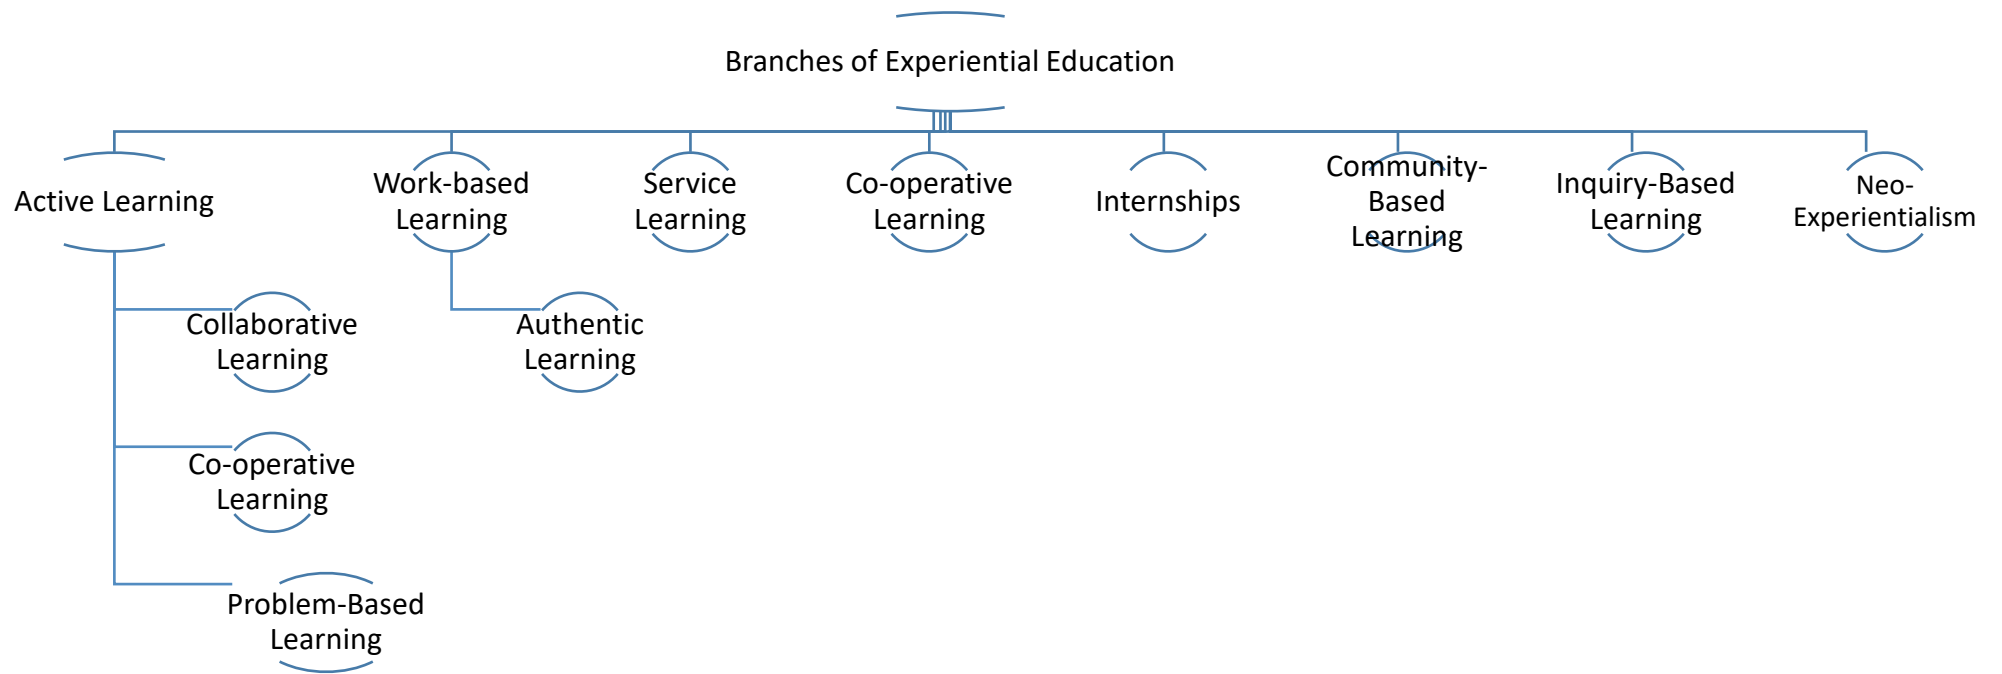 Branches of Experiential Education
Active Learning
Work-based
Learning
Service
Learning
Co-operative
Learning
Internships
Community-
Based
Learning
Inquiry-Based
Learning
Neo-
Experientialism
Collaborative
Learning
Authentic
Learning
Co-operative
Learning
Problem-Based
Learning